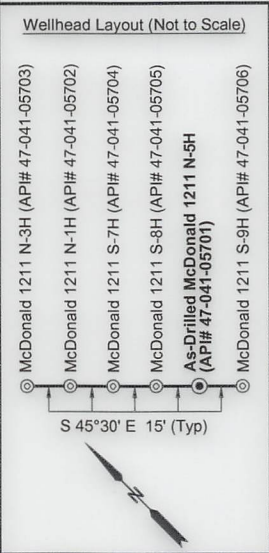 Wellhead Layout (Not to Scale)
McDonald 1211 N-3H (API# 47-041-05703)
McDonald 1211 N-1H (API# 47-041-05702)
McDonald 1211 S-7H (API# 47-041-05704)
McDonald 1211 S-8H (API# 47-041-05705)
As-Drilled McDonald 1211 N-5H
(API# 47-041-05701)
McDonald 1211 S-9H (API# 47-041-05706)
S 45°30' E 15' (Typ)
N